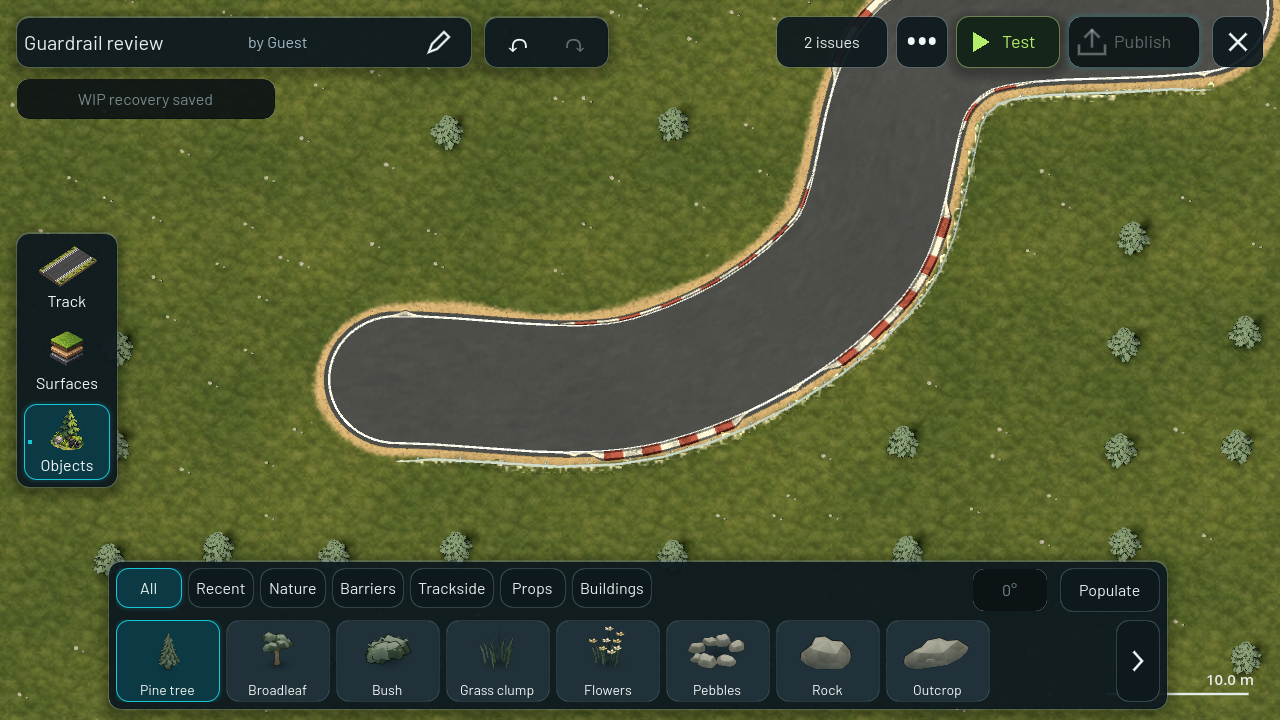 Guardrail review
by Guest
2 issues
Test
Publish
WIP recovery saved
Track
Surfaces
Objects
All
Recent
Nature
Barriers
Trackside
Props
Buildings
0°
Populate
Pine tree
Broadleaf
Bush
Grass clump
Flowers
Pebbles
Rock
Outcrop
10.0 m